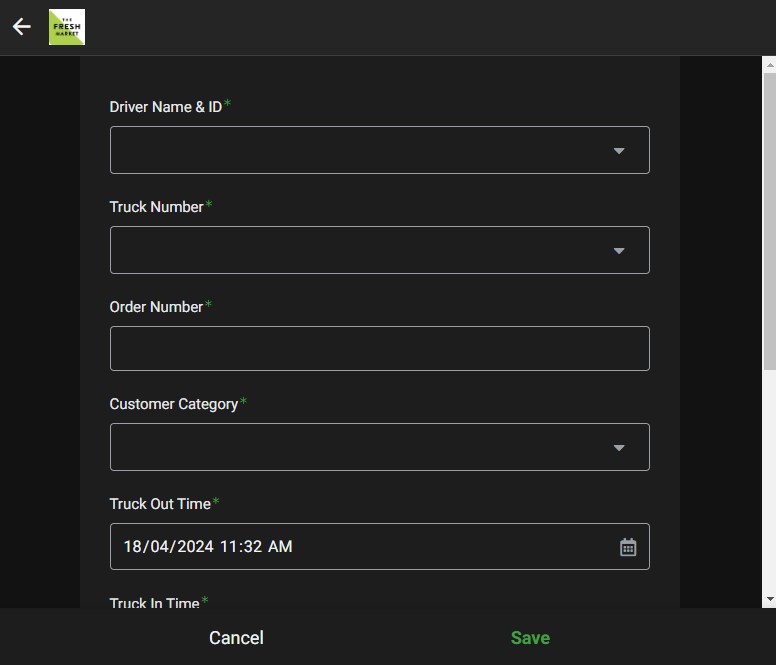 THE
FRESH
MARKET
Driver Name & ID*
Truck Number*
Order Number*
Customer Category*
Truck Out Time*
18/04/2024 11:32 AM
Truck In Time*
Cancel
Save